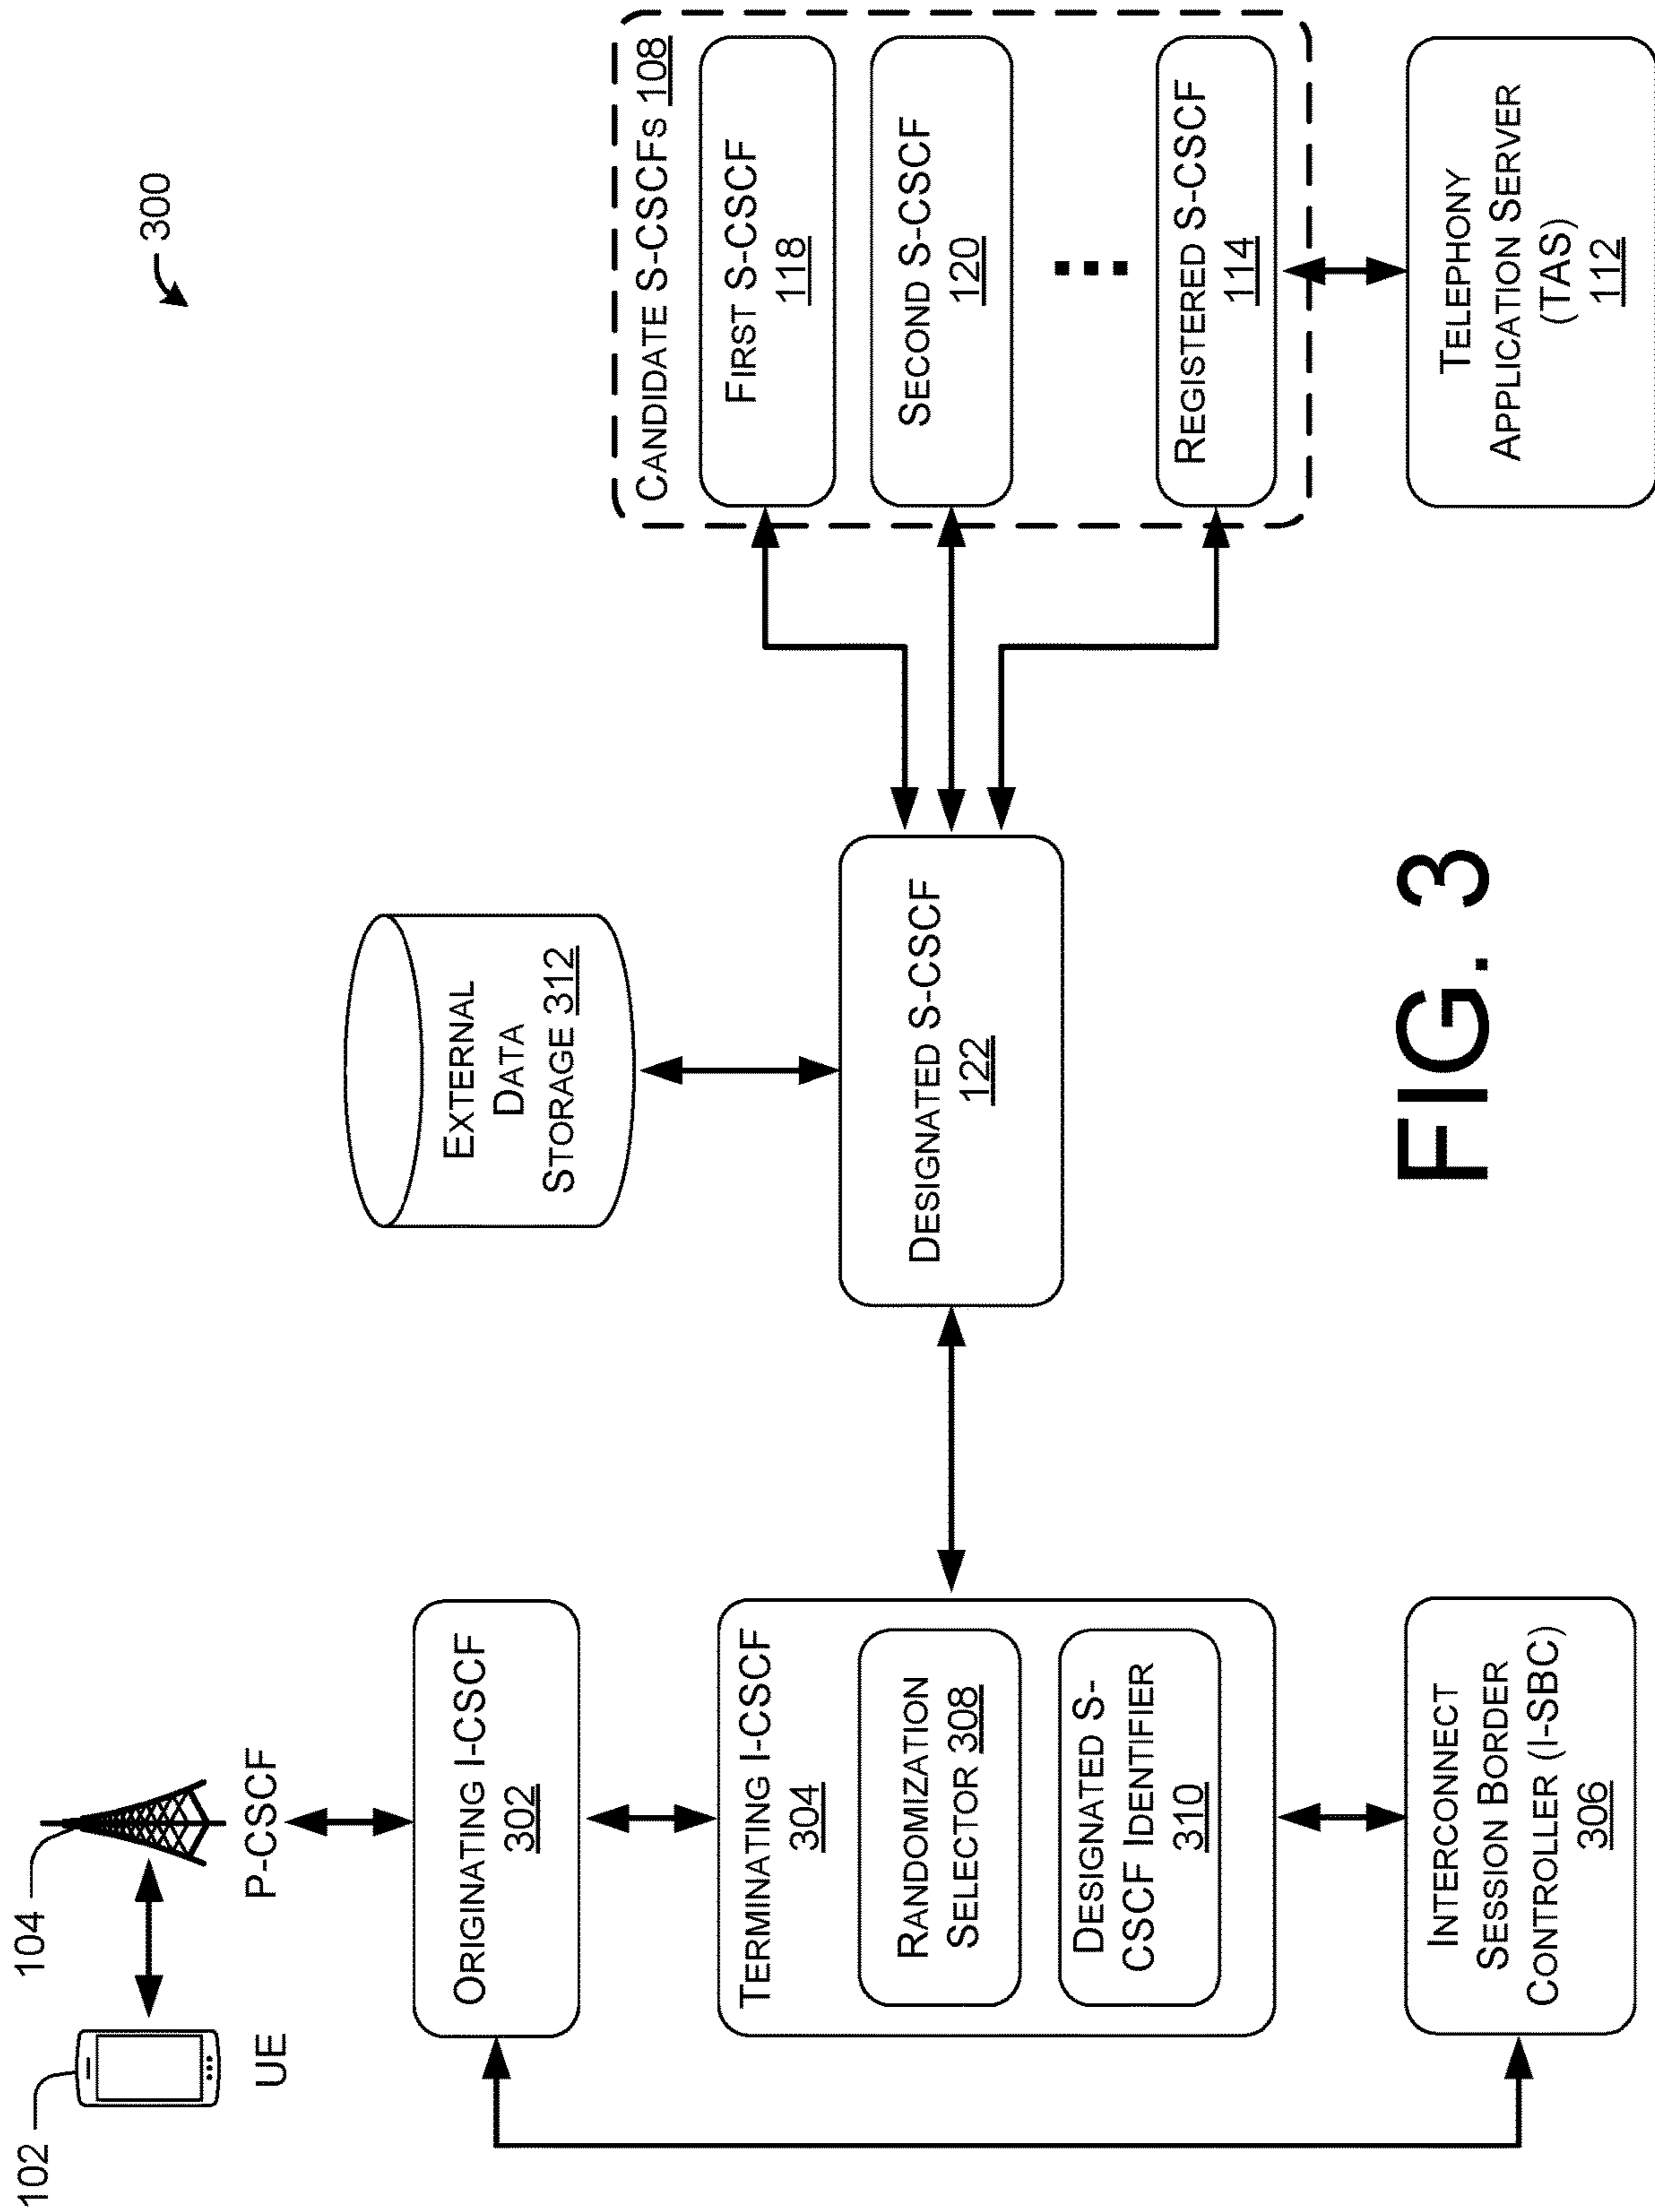 300
102
UE
104
P-CSCF
ORIGINATING I-CSCF
302
TERMINATING I-CSCF
304
RANDOMIZATION
SELECTOR 308
DESIGNATED S-
CSCF IDENTIFIER
310
INTERCONNECT
SESSION BORDER
CONTROLLER (I-SBC)
306
EXTERNAL
DATA
STORAGE 312
DESIGNATED S-CSCF
122
CANDIDATE S-CSCFS 108
FIRST S-CSCF
118
SECOND S-CSCF
120
REGISTERED S-CSCF
114
TELEPHONY
APPLICATION SERVER
(TAS)
112
FIG. 3